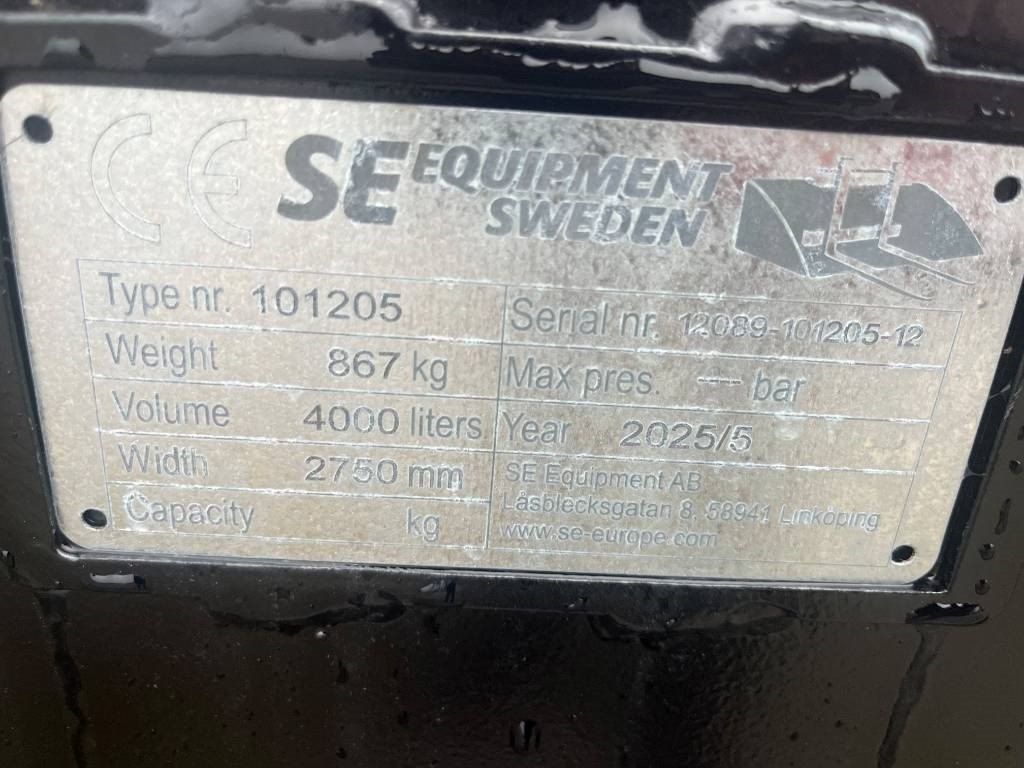 CE SE EQUIPMENT
SWEDEN
Type nr. 101205
Serial nr. 12089-101205-12
Weight 867 kg
Max pres. --- bar
Volume 4000 liters
Year 2025/5
Width 2750 mm
Capacity kg
SE Equipment AB
Låsblecksgatan 8, 58941 Linköping
www.se-europe.com